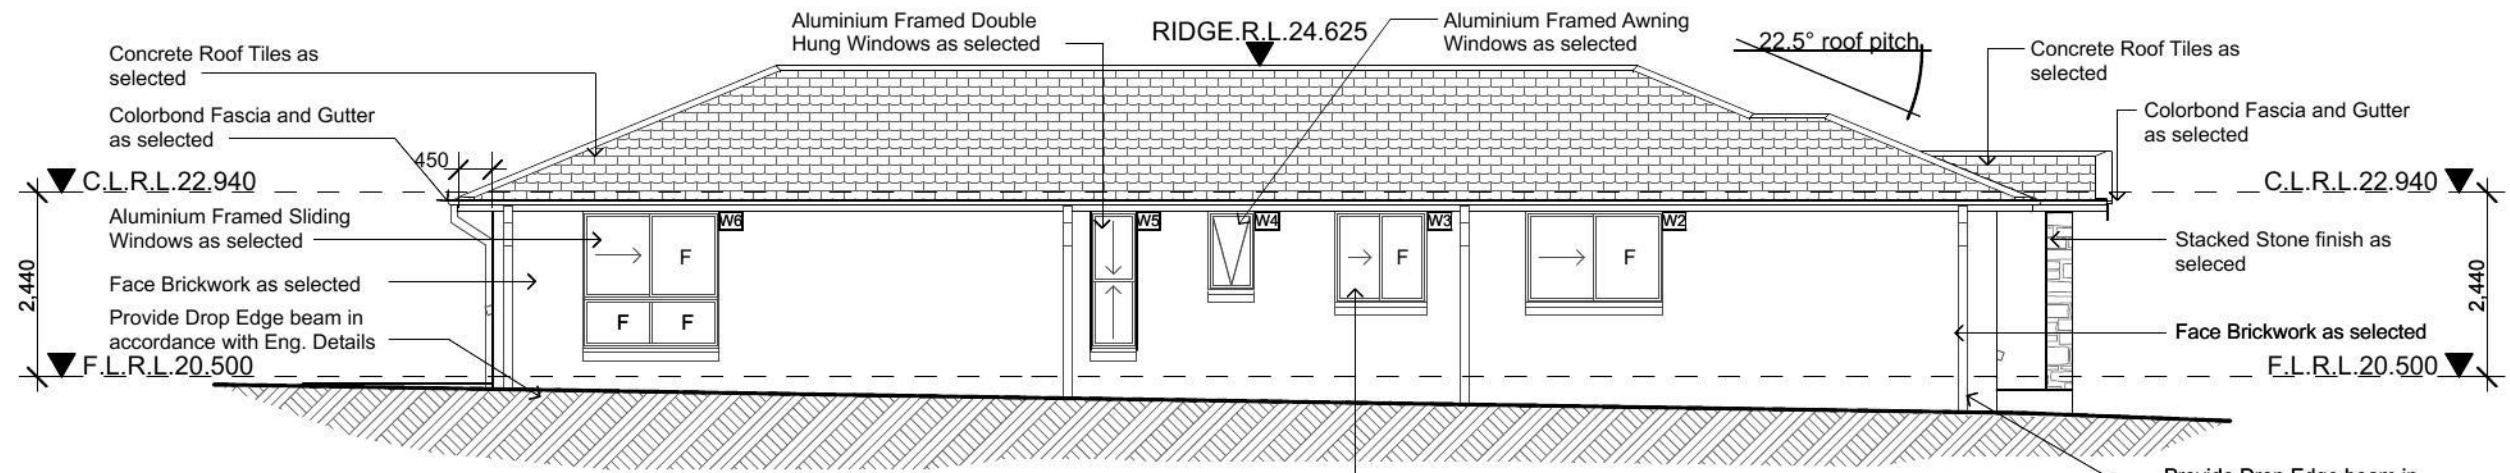 Aluminium Framed Double
Hung Windows as selected
RIDGE.R.L.24.625
Aluminium Framed Awning
Windows as selected
22.5° roof pitch
Concrete Roof Tiles as
selected
Concrete Roof Tiles as
selected
Colorbond Fascia and Gutter
as selected
Colorbond Fascia and Gutter
as selected
450
C.L.R.L.22.940
C.L.R.L.22.940
Aluminium Framed Sliding
Windows as selected
W6
W5
W4
W3
W2
F
F
F
F
F
Stacked Stone finish as
seleced
2,440
2,440
Face Brickwork as selected
Face Brickwork as selected
Provide Drop Edge beam in
accordance with Eng. Details
F.L.R.L.20.500
F.L.R.L.20.500
Provide Drop Edge beam in